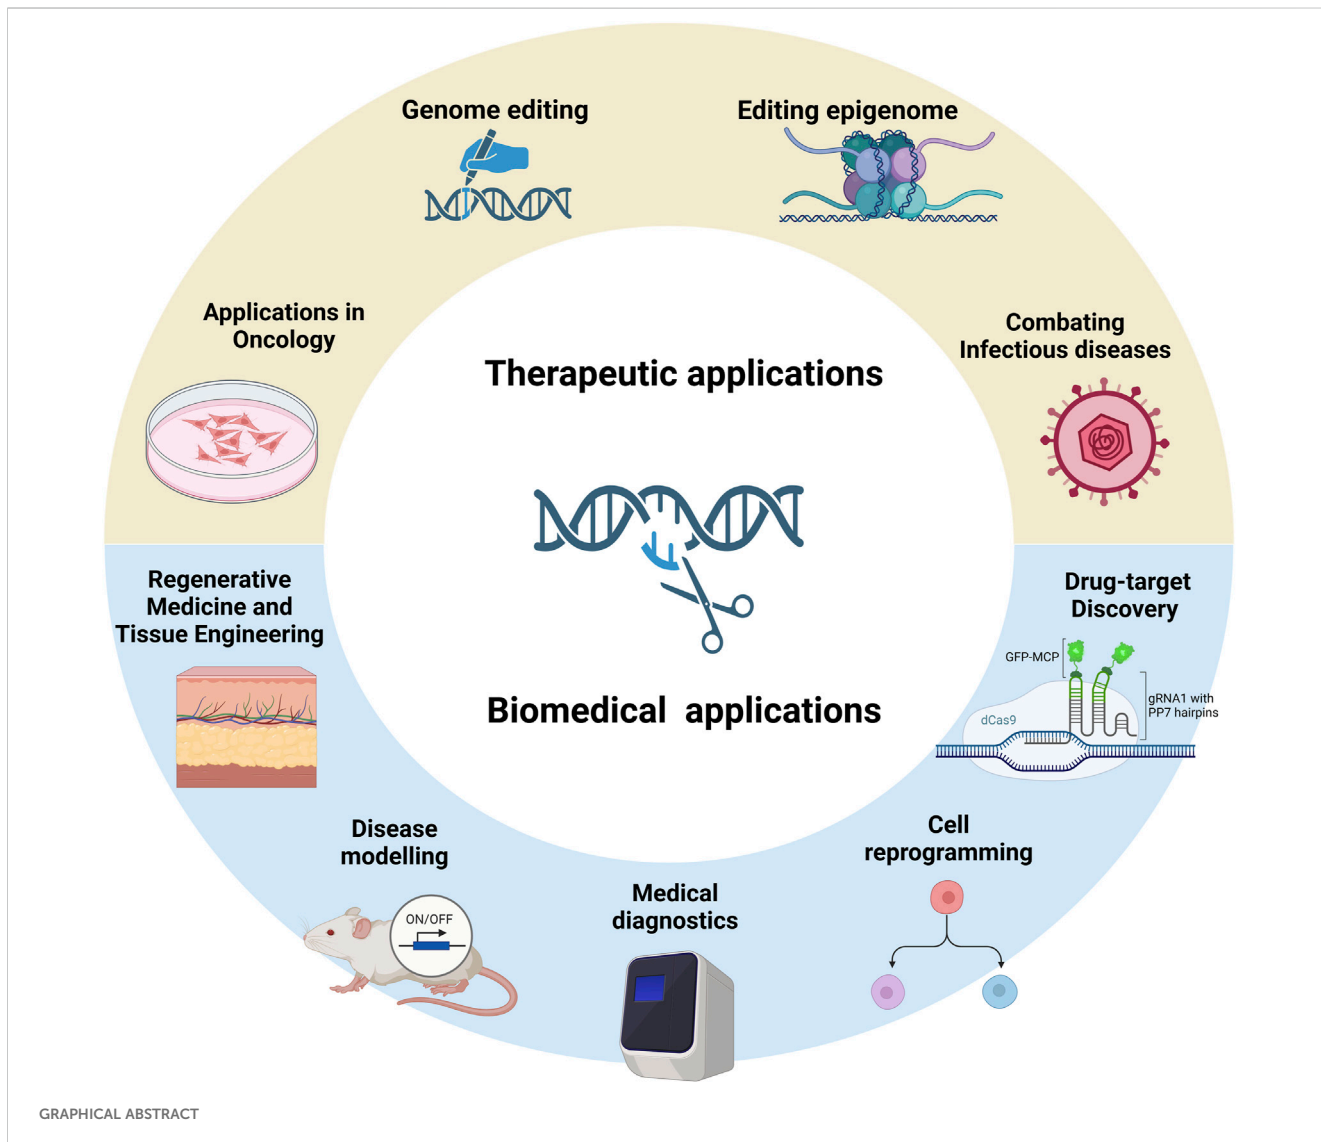 Genome editing
Editing epigenome
Applications in
Oncology
Combating
Infectious diseases
Therapeutic applications
Biomedical applications
Regenerative
Medicine and
Tissue Engineering
Drug-target
Discovery
GFP-MCP
gRNA1 with
PP7 hairpins
dCas9
Disease
modelling
ON/OFF
Medical
diagnostics
Cell
reprogramming
GRAPHICAL ABSTRACT